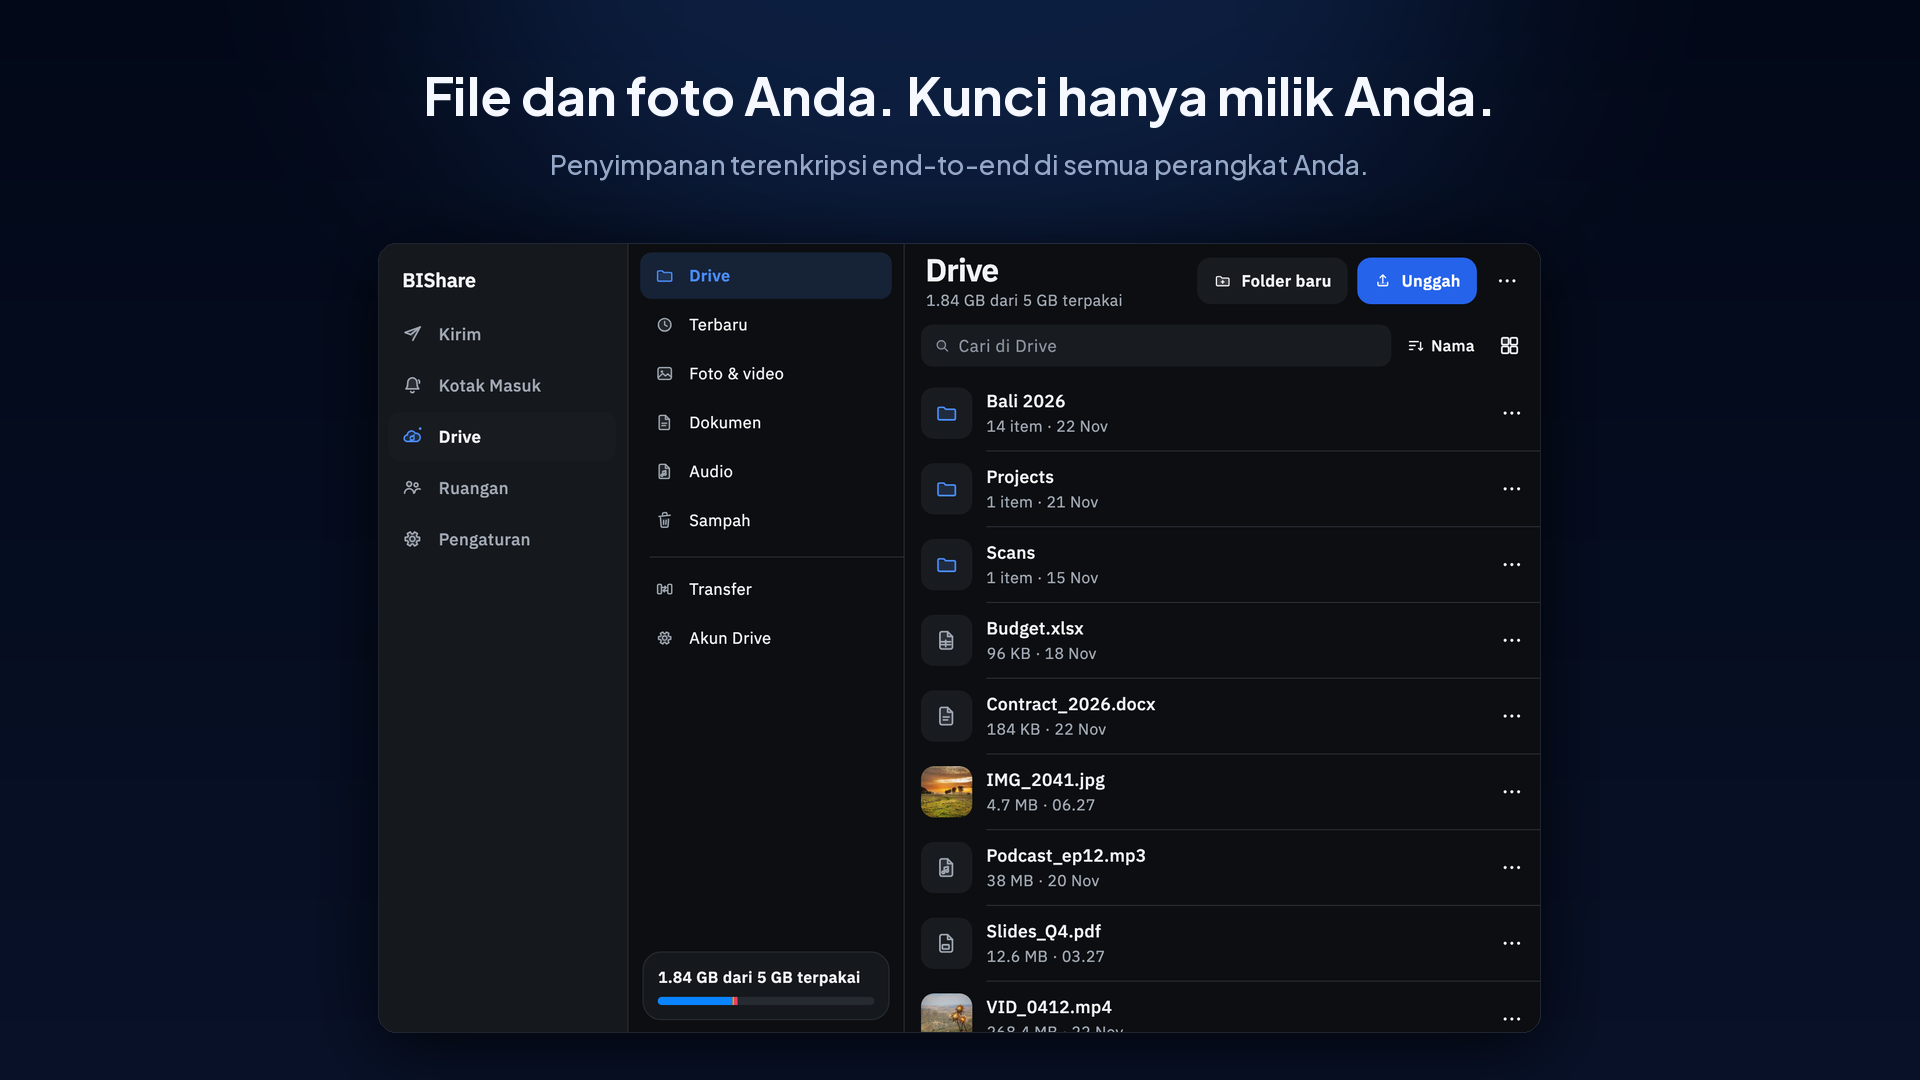 File dan foto Anda. Kunci hanya milik Anda.
Penyimpanan terenkripsi end-to-end di semua perangkat Anda.
BIShare
Kirim
Kotak Masuk
Drive
Ruangan
Pengaturan
Drive
Terbaru
Foto & video
Dokumen
Audio
Sampah
Transfer
Akun Drive
1.84 GB dari 5 GB terpakai
Drive
1.84 GB dari 5 GB terpakai
Folder baru
Unggah
Cari di Drive
Nama
Bali 2026
14 item · 22 Nov
Projects
1 item · 21 Nov
Scans
1 item · 15 Nov
Budget.xlsx
96 KB · 18 Nov
Contract_2026.docx
184 KB · 22 Nov
IMG_2041.jpg
4.7 MB · 06.27
Podcast_ep12.mp3
38 MB · 20 Nov
Slides_Q4.pdf
12.6 MB · 03.27
VID_0412.mp4
268.4 MB · 22 Nov